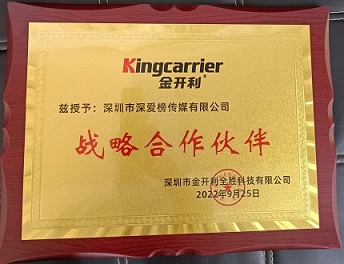 Kingcarrier
金开利
兹授予：深圳市深爱榜传媒有限公司
战略合作伙伴
深圳市金开利全胜科技有限公司
2022年9月25日